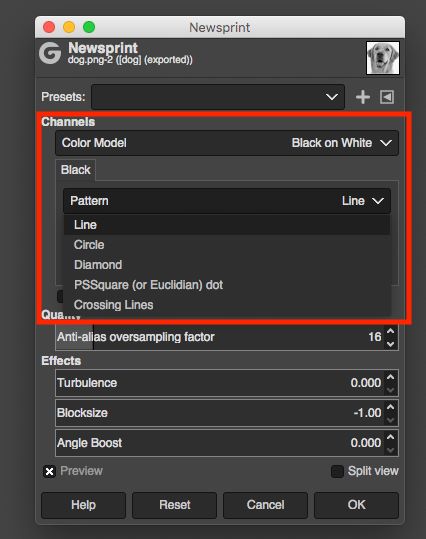 Newsprint
Newsprint
dog.png-2 ([dog] (exported))
Presets:
Channels
Color Model Black on White
Black
Pattern Line
Line
Circle
Diamond
PSSquare (or Euclidian) dot
Crossing Lines
Quality
Anti-alias oversampling factor 16
Effects
Turbulence 0.000
Blocksize -1.00
Angle Boost 0.000
Preview Split view
Help Reset Cancel OK